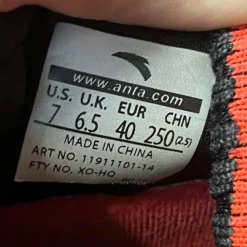 www.anta.com
U.S. U.K. EUR CHN
7 6.5 40 250(2.5)
MADE IN CHINA
ART NO. 11911101-14
FTY NO. XO-HO